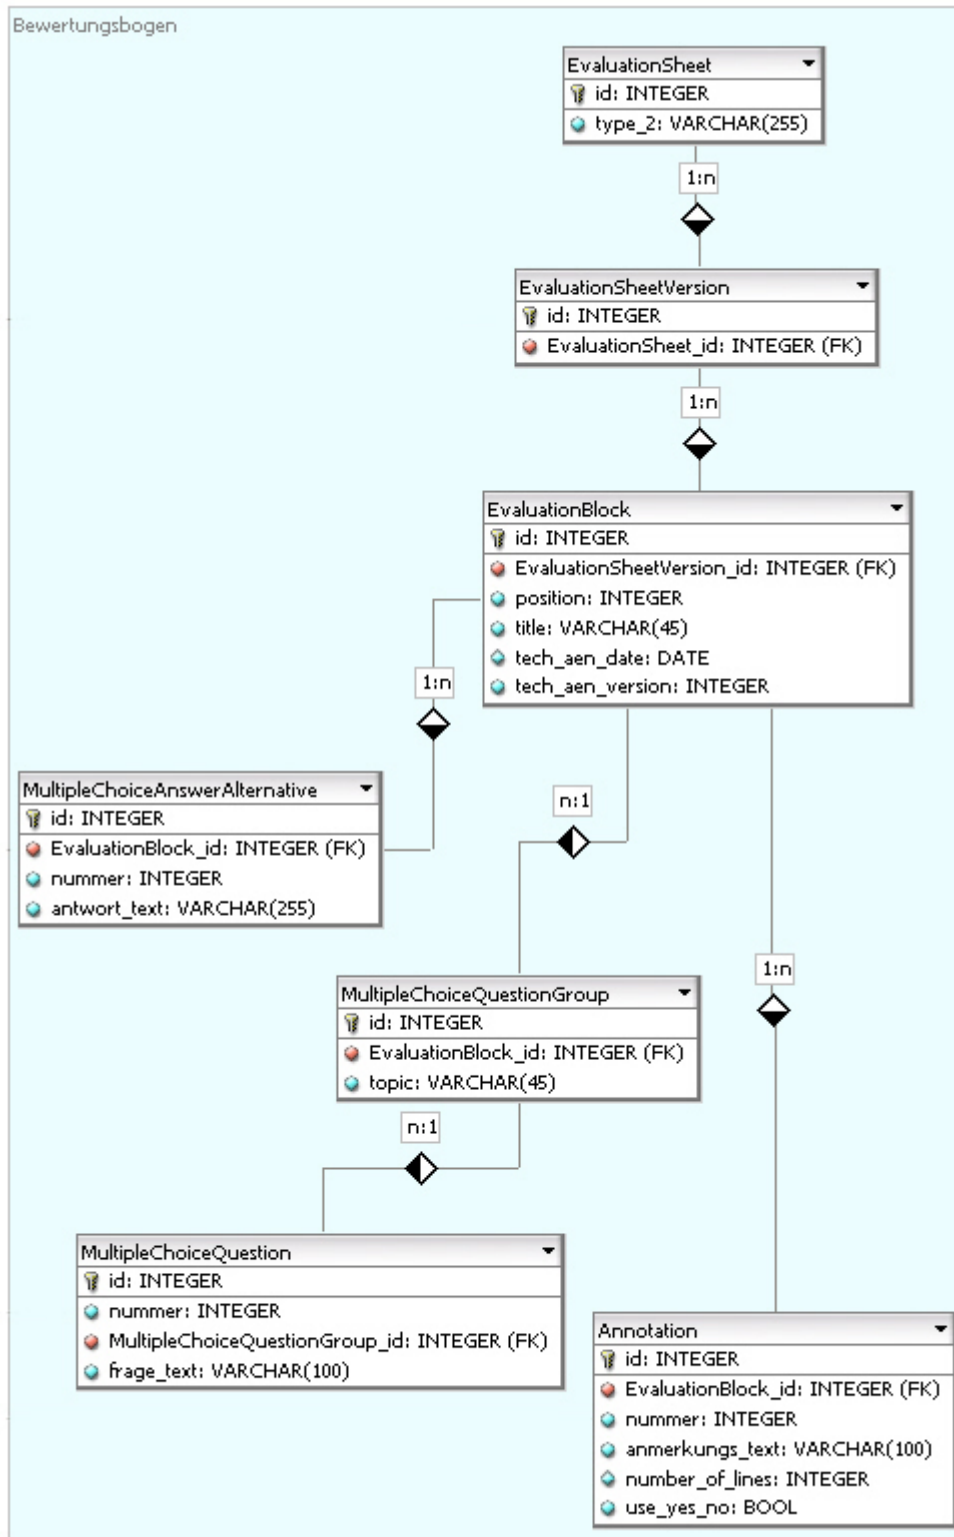 Bewertungsbogen
EvaluationSheet
id: INTEGER
type_2: VARCHAR(255)
1:n
EvaluationSheetVersion
id: INTEGER
EvaluationSheet_id: INTEGER (FK)
1:n
EvaluationBlock
id: INTEGER
EvaluationSheetVersion_id: INTEGER (FK)
position: INTEGER
title: VARCHAR(45)
tech_aen_date: DATE
tech_aen_version: INTEGER
1:n
MultipleChoiceAnswerAlternative
id: INTEGER
EvaluationBlock_id: INTEGER (FK)
nummer: INTEGER
antwort_text: VARCHAR(255)
n:1
1:n
MultipleChoiceQuestionGroup
id: INTEGER
EvaluationBlock_id: INTEGER (FK)
topic: VARCHAR(45)
n:1
MultipleChoiceQuestion
id: INTEGER
nummer: INTEGER
MultipleChoiceQuestionGroup_id: INTEGER (FK)
frage_text: VARCHAR(100)
Annotation
id: INTEGER
EvaluationBlock_id: INTEGER (FK)
nummer: INTEGER
anmerkungs_text: VARCHAR(100)
number_of_lines: INTEGER
use_yes_no: BOOL